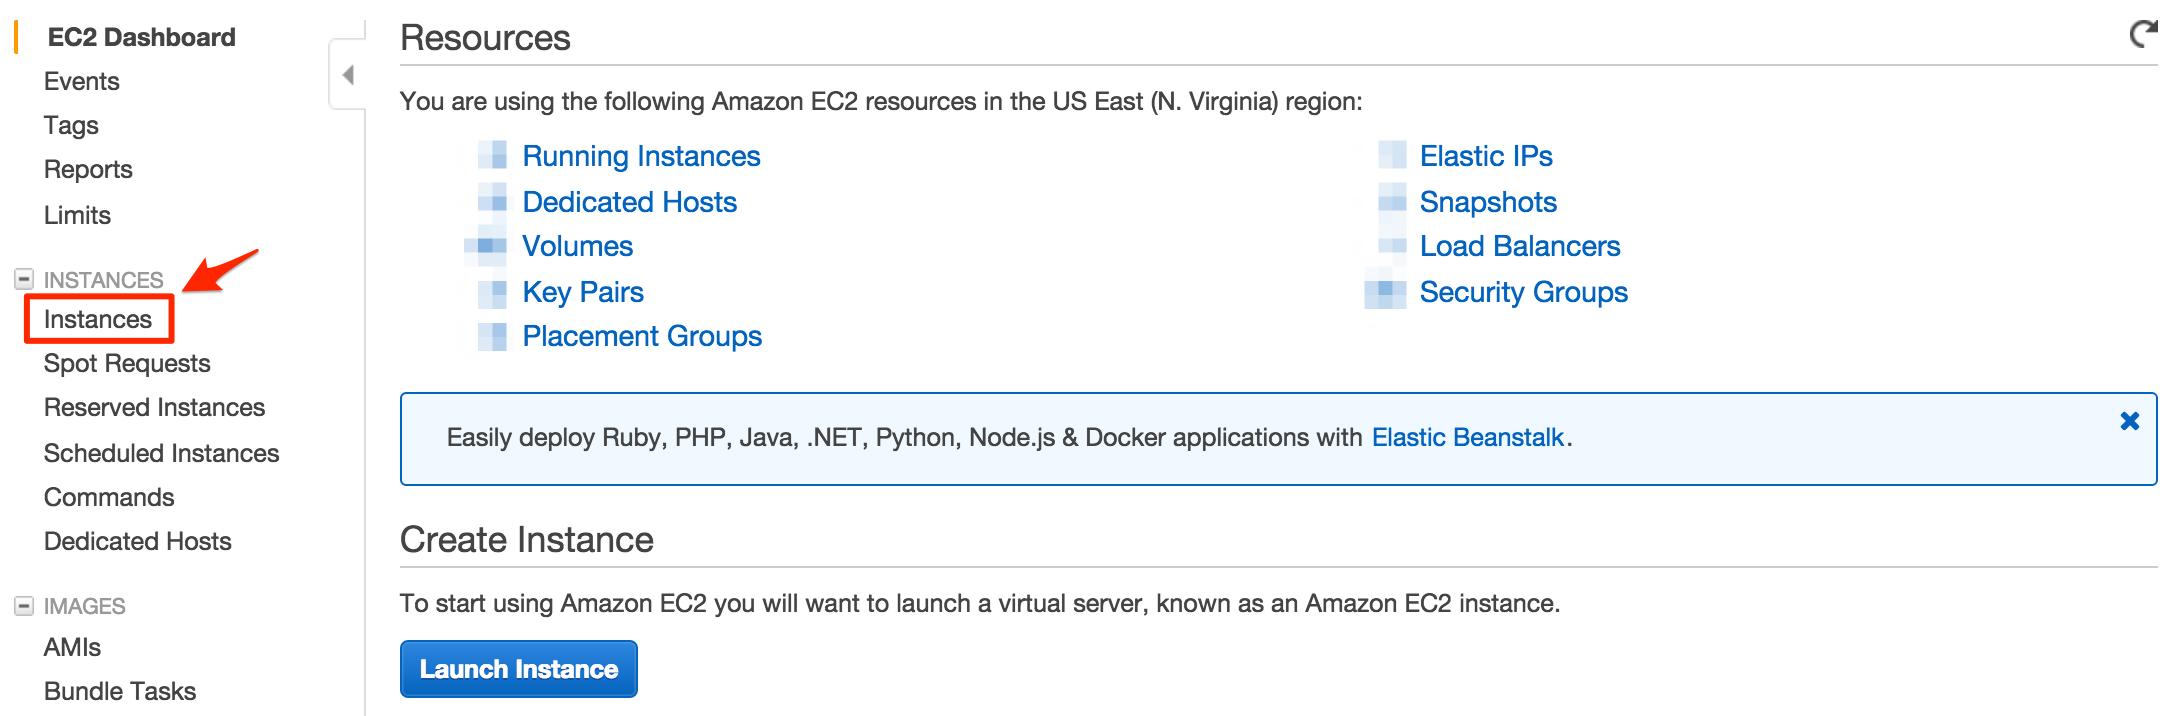 EC2 Dashboard
Events
Tags
Reports
Limits
INSTANCES
Instances
Spot Requests
Reserved Instances
Scheduled Instances
Commands
Dedicated Hosts
IMAGES
AMIs
Bundle Tasks
Resources
You are using the following Amazon EC2 resources in the US East (N. Virginia) region:
Running Instances
Dedicated Hosts
Volumes
Key Pairs
Placement Groups
Elastic IPs
Snapshots
Load Balancers
Security Groups
Easily deploy Ruby, PHP, Java, .NET, Python, Node.js & Docker applications with Elastic Beanstalk.
Create Instance
To start using Amazon EC2 you will want to launch a virtual server, known as an Amazon EC2 instance.
Launch Instance